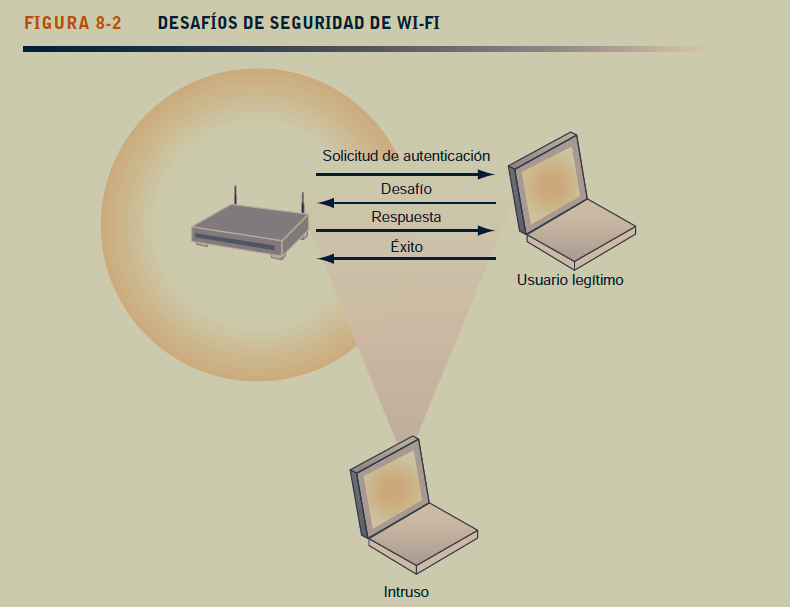 FIGURA 8-2 DESAFÍOS DE SEGURIDAD DE WI-FI
Solicitud de autenticación
Desafío
Respuesta
Éxito
Usuario legítimo
Intruso